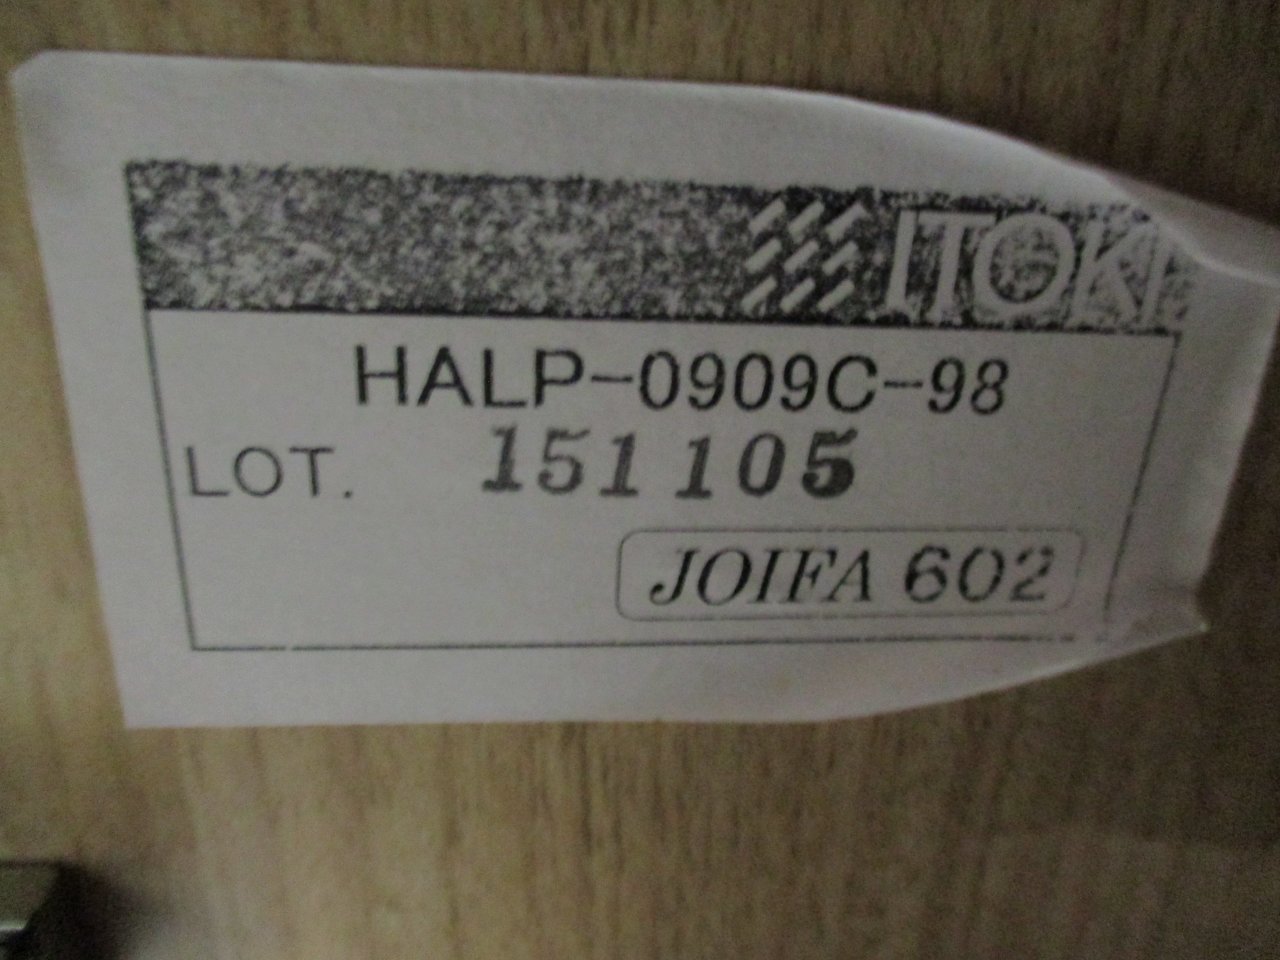 ITOKI
HALP-0909C-98
LOT. 151105
JOIFA 602